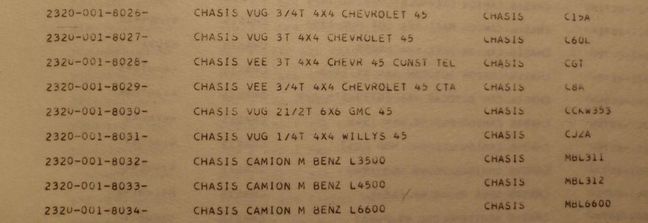 2320-001-8026- CHASIS VUG 3/4T 4X4 CHEVROLET 45 CHASIS C15A
2320-001-8027- CHASIS VUG 3T 4X4 CHEVROLET 45 CHASIS C60L
2320-001-8028- CHASIS VEE 3T 4X4 CHEVR 45 CONST TEL CHASIS CGT
2320-001-8029- CHASIS VEE 3/4T 4X4 CHEVROLET 45 CTA CHASIS C8A
2320-001-8030- CHASIS VUG 21/2T 6X6 GMC 45 CHASIS CCKW353
2320-001-8031- CHASIS VUG 1/4T 4X4 WILLYS 45 CHASIS CJ2A
2320-001-8032- CHASIS CAMION M BENZ L3500 CHASIS MBL311
2320-001-8033- CHASIS CAMION M BENZ L4500 CHASIS MBL312
2320-001-8034- CHASIS CAMION M BENZ L6600 CHASIS MBL6600